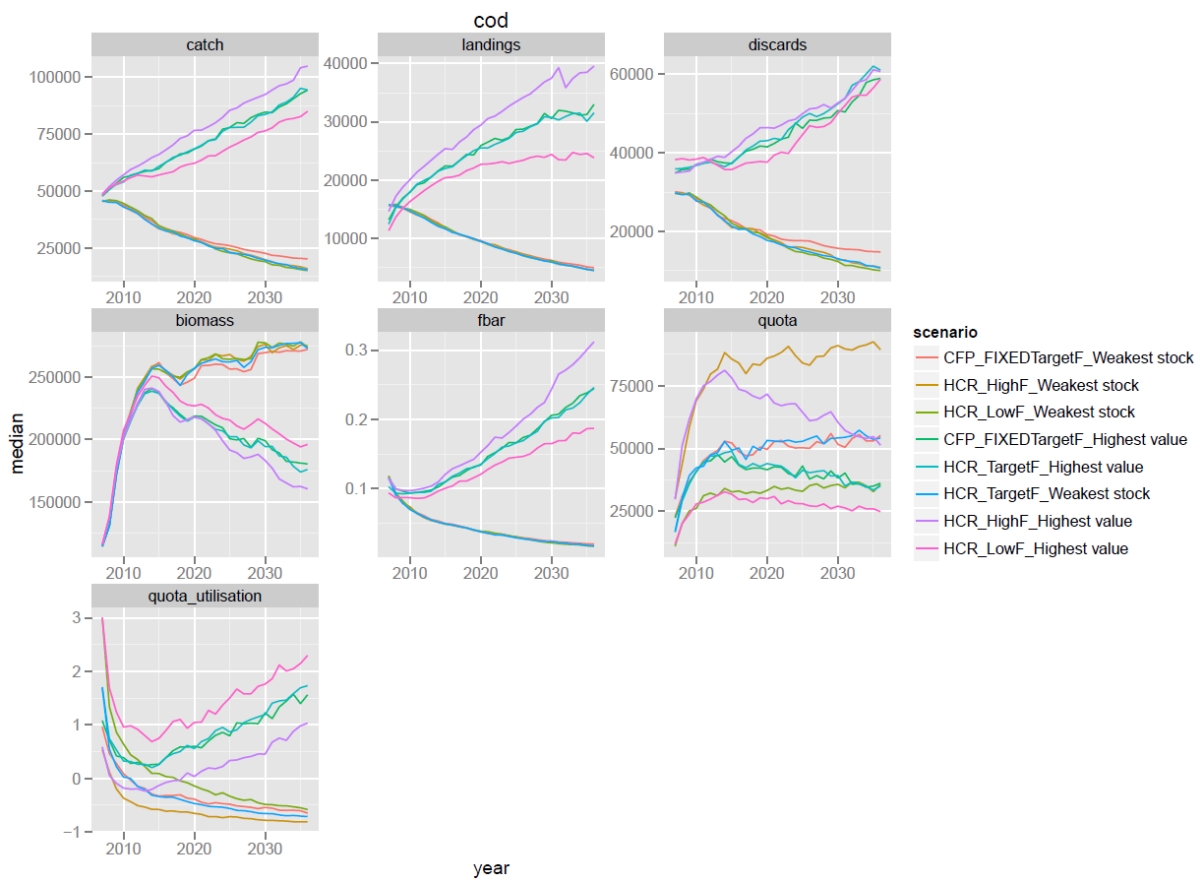 cod
catch
landings
discards
100000
75000
50000
25000
40000
30000
20000
10000
60000
40000
20000
2010 2020 2030
2010 2020 2030
2010 2020 2030
biomass
fbar
quota
250000
200000
150000
0.3
0.2
0.1
75000
50000
25000
2010 2020 2030
2010 2020 2030
2010 2020 2030
quota_utilisation
3
2
1
0
−1
2010 2020 2030
median
year
scenario
CFP_FIXEDTargetF_Weakest stock
HCR_HighF_Weakest stock
HCR_LowF_Weakest stock
CFP_FIXEDTargetF_Highest value
HCR_TargetF_Highest value
HCR_TargetF_Weakest stock
HCR_HighF_Highest value
HCR_LowF_Highest value